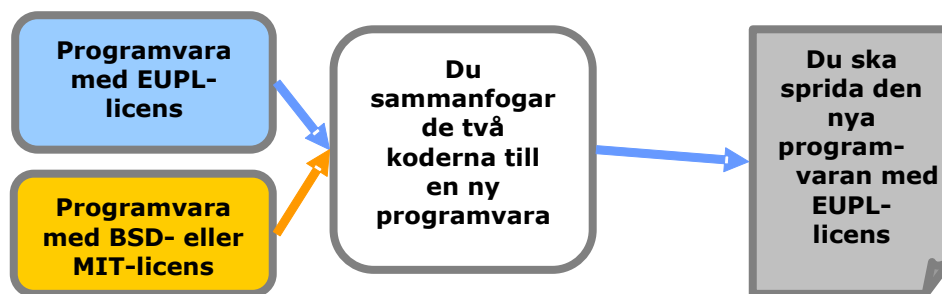 Programvara
med EUPL-
licens
Programvara
med BSD- eller
MIT-licens
Du
sammanfogar
de två
koderna till
en ny
programvara
Du ska
sprida den
nya
program-
varan med
EUPL-
licens